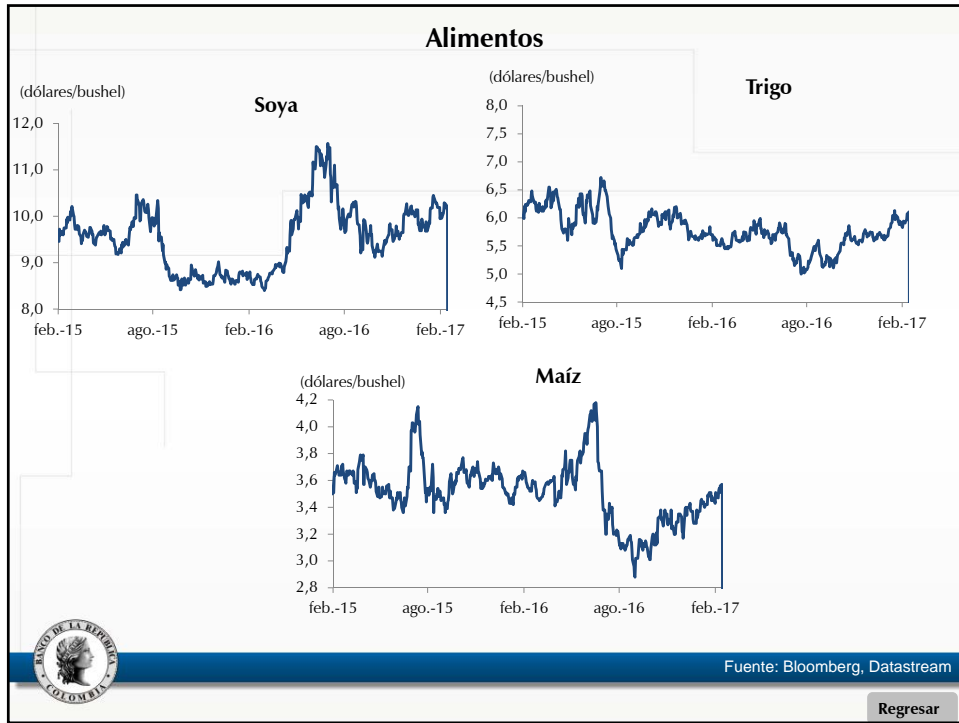 Alimentos
(dólares/bushel)
Soya
12,0
11,0
10,0
9,0
8,0
feb.-15 ago.-15 feb.-16 ago.-16 feb.-17
(dólares/bushel)
Trigo
8,0
7,5
7,0
6,5
6,0
5,5
5,0
4,5
feb.-15 ago.-15 feb.-16 ago.-16 feb.-17
(dólares/bushel)
Maíz
4,2
4,0
3,8
3,6
3,4
3,2
3,0
2,8
feb.-15 ago.-15 feb.-16 ago.-16 feb.-17
BANCO DE LA REPÚBLICA
COLOMBIA
Fuente: Bloomberg, Datastream
Regresar